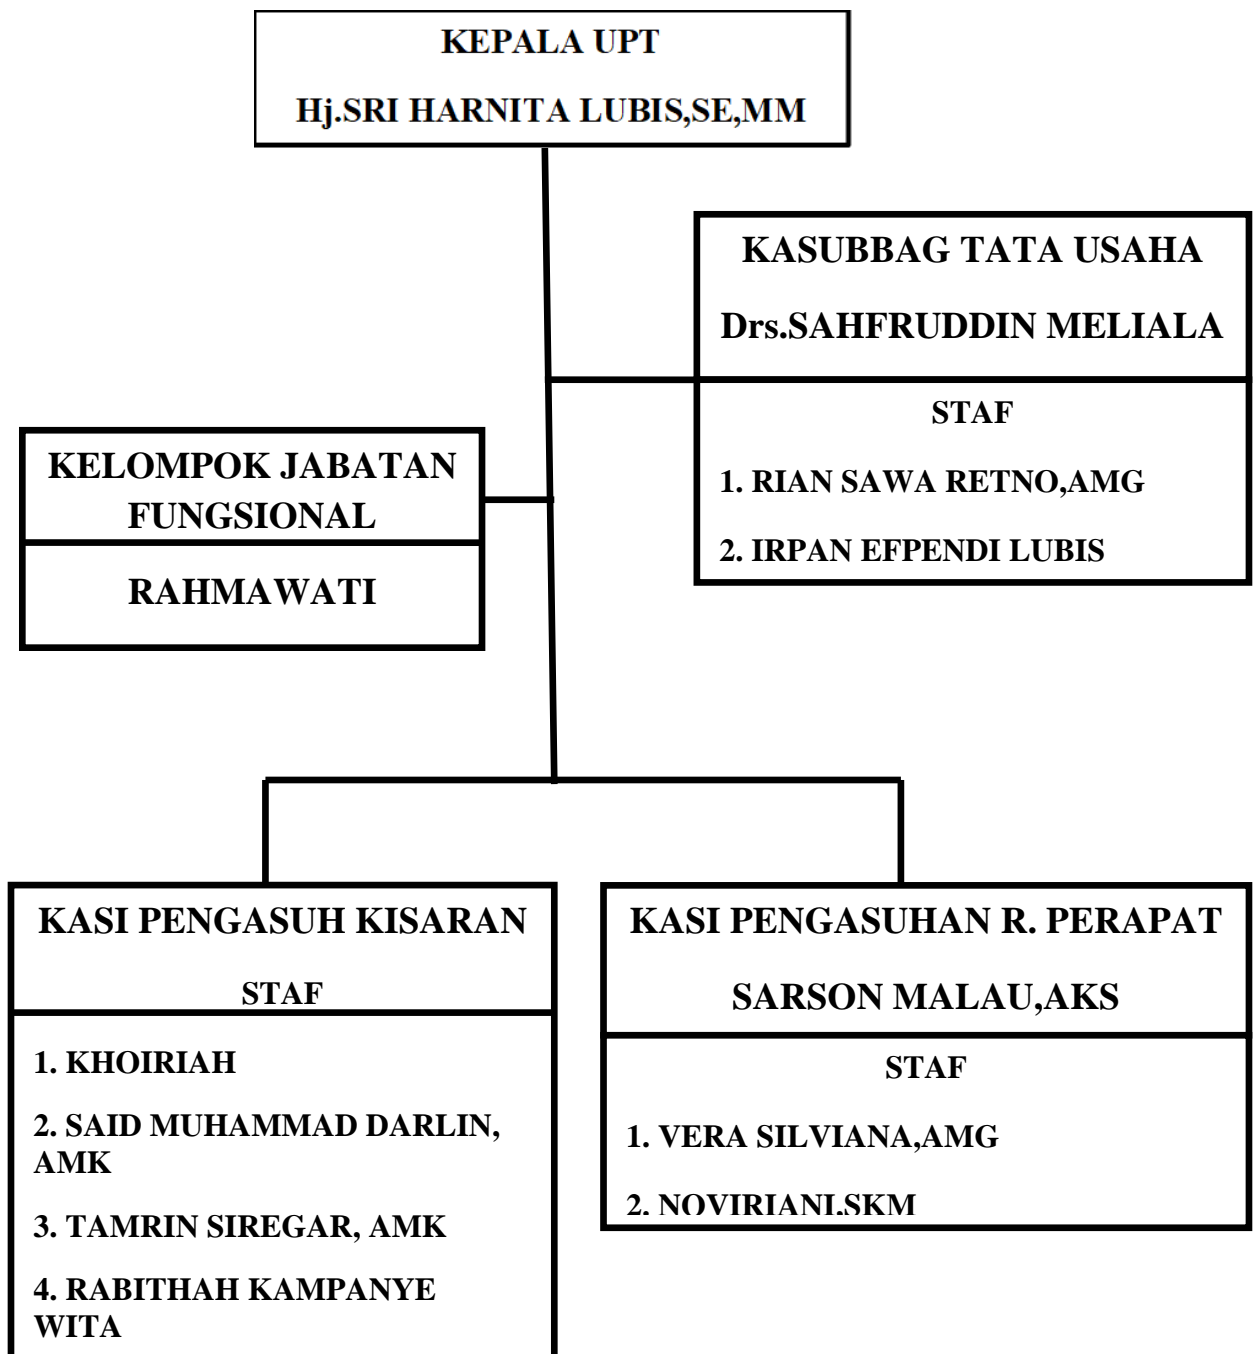 KEPALA UPT
Hj.SRI HARNITA LUBIS,SE,MM
KASUBBAG TATA USAHA
Drs.SAHFRUDDIN MELIALA
STAF
1. RIAN SAWA RETNO,AMG
2. IRPAN EFPENDI LUBIS
KELOMPOK JABATAN
FUNGSIONAL
RAHMAWATI
KASI PENGASUH KISARAN
STAF
1. KHOIRIAH
2. SAID MUHAMMAD DARLIN,
AMK
3. TAMRIN SIREGAR, AMK
4. RABITHAH KAMPANYE
WITA
KASI PENGASUHAN R. PERAPAT
SARSON MALAU,AKS
STAF
1. VERA SILVIANA,AMG
2. NOVIRIANI,SKM